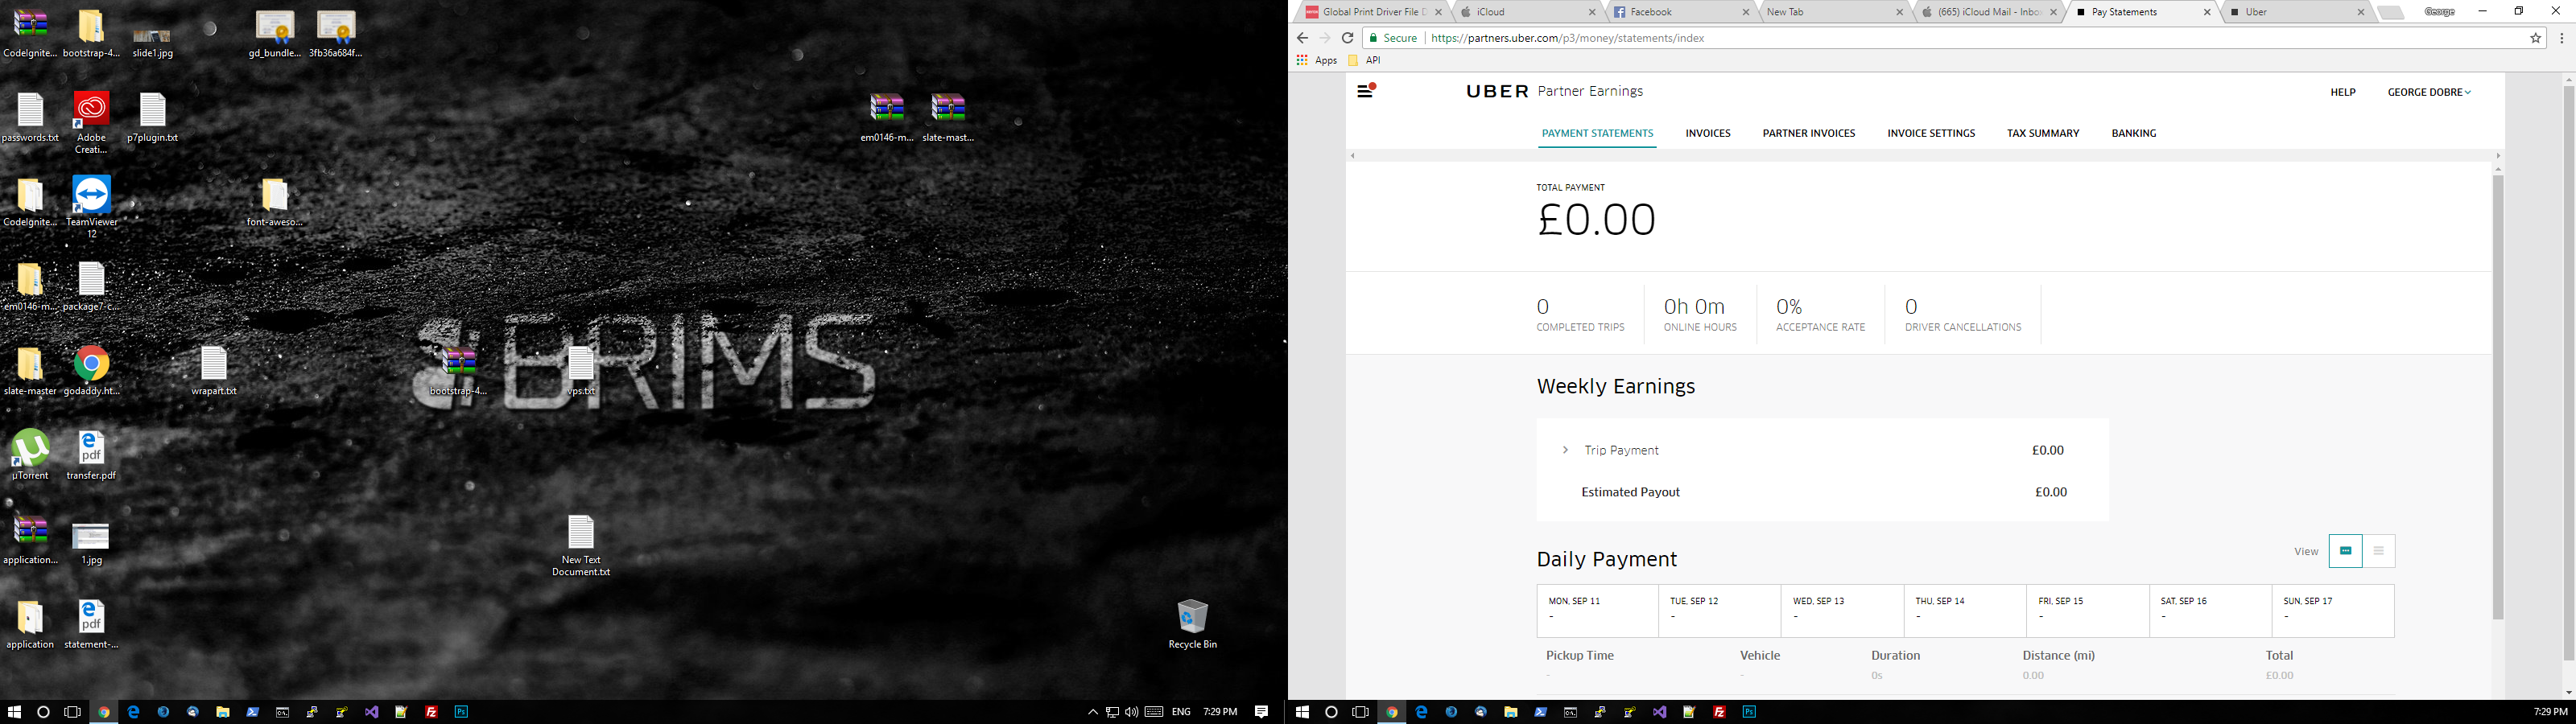 CodeIgnite...
bootstrap-4...
slide1.jpg
gd_bundle...
3fb36a684f...
passwords.txt
Adobe
Creati...
p7plugin.txt
em0146-m...
slate-mast...
CodeIgnite...
TeamViewer
12
font-aweso...
em0146-m...
package7-c...
BRIMS
slate-master
godaddy.ht...
wrapart.txt
bootstrap-4...
vps.txt
µTorrent
pdf
transfer.pdf
application...
1.jpg
New Text
Document.txt
application
pdf
statement-...
Recycle Bin
ENG 7:29 PM
Global Print Driver File D
iCloud
Facebook
New Tab
(665) iCloud Mail - Inbo
Pay Statements
Uber
George
Secure https://partners.uber.com/p3/money/statements/index
Apps API
UBER Partner Earnings
HELP GEORGE DOBRE
PAYMENT STATEMENTS INVOICES PARTNER INVOICES INVOICE SETTINGS TAX SUMMARY BANKING
TOTAL PAYMENT
£0.00
0 0h 0m 0% 0
COMPLETED TRIPS ONLINE HOURS ACCEPTANCE RATE DRIVER CANCELLATIONS
Weekly Earnings
Trip Payment £0.00
Estimated Payout £0.00
Daily Payment View
MON, SEP 11 TUE, SEP 12 WED, SEP 13 THU, SEP 14 FRI, SEP 15 SAT, SEP 16 SUN, SEP 17
- - - - - - -
Pickup Time Vehicle Duration Distance (mi) Total
- - 0s 0.00 £0.00
7:29 PM